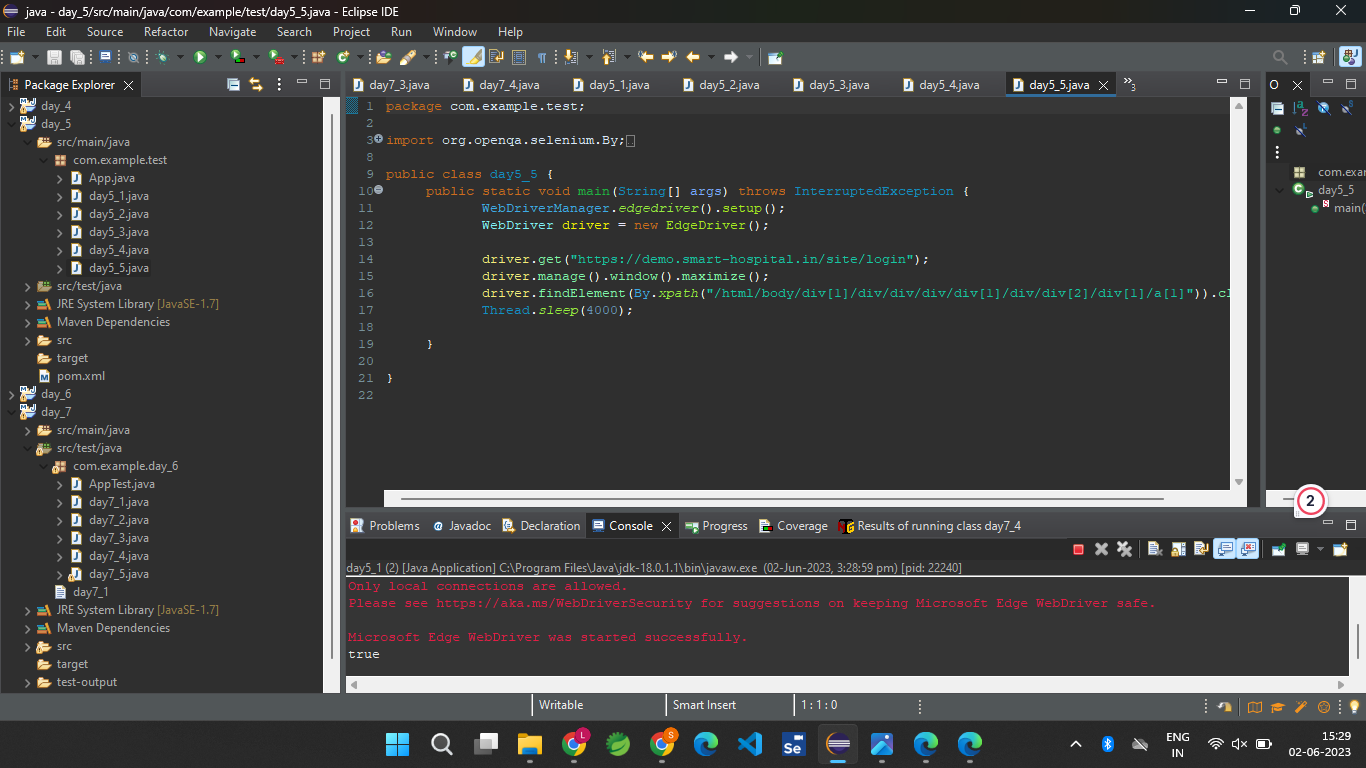 java - day_5/src/main/java/com/example/test/day5_5.java - Eclipse IDE
File Edit Source Refactor Navigate Search Project Run Window Help
Package Explorer
day_4
day_5
src/main/java
com.example.test
App.java
day5_1.java
day5_2.java
day5_3.java
day5_4.java
day5_5.java
src/test/java
JRE System Library [JavaSE-1.7]
Maven Dependencies
src
target
pom.xml
day_6
day_7
src/main/java
src/test/java
com.example.day_6
AppTest.java
day7_1.java
day7_2.java
day7_3.java
day7_4.java
day7_5.java
day7_1
JRE System Library [JavaSE-1.7]
Maven Dependencies
src
target
test-output
day7_3.java day7_4.java day5_1.java day5_2.java day5_3.java day5_4.java day5_5.java »3
1 package com.example.test;
2
3 import org.openqa.selenium.By;
8
9 public class day5_5 {
10 public static void main(String[] args) throws InterruptedException {
11 WebDriverManager.edgedriver().setup();
12 WebDriver driver = new EdgeDriver();
13
14 driver.get("https://demo.smart-hospital.in/site/login");
15 driver.manage().window().maximize();
16 driver.findElement(By.xpath("/html/body/div[1]/div/div/div/div[1]/div/div[2]/div[1]/a[1]")).cl
17 Thread.sleep(4000);
18
19 }
20
21 }
22
O
com.exar
day5_5
main(
2
Problems Javadoc Declaration Console Progress Coverage Results of running class day7_4
day5_1 (2) [Java Application] C:\Program Files\Java\jdk-18.0.1.1\bin\javaw.exe (02-Jun-2023, 3:28:59 pm) [pid: 22240]
Only local connections are allowed.
Please see https://aka.ms/WebDriverSecurity for suggestions on keeping Microsoft Edge WebDriver safe.
Microsoft Edge WebDriver was started successfully.
true
Writable Smart Insert 1 : 1 : 0
L
S
Se
ENG
IN
15:29
02-06-2023